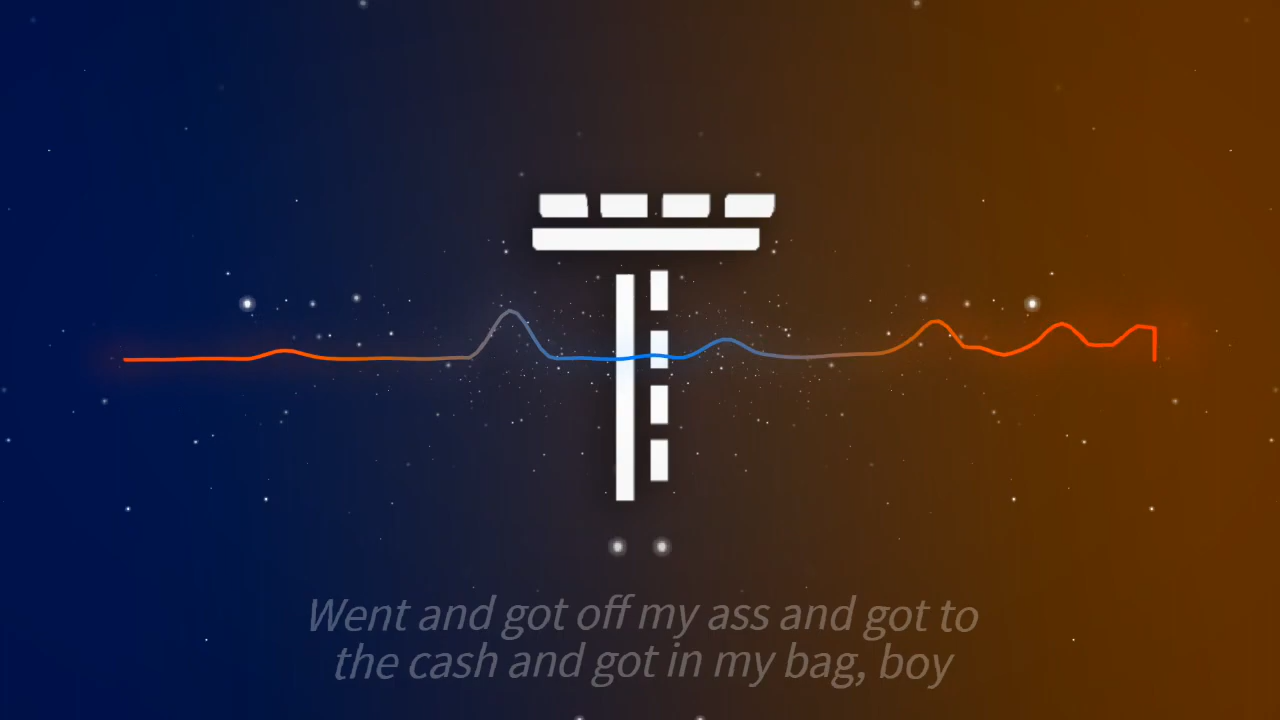 T
Went and got off my ass and got to
the cash and got in my bag, boy